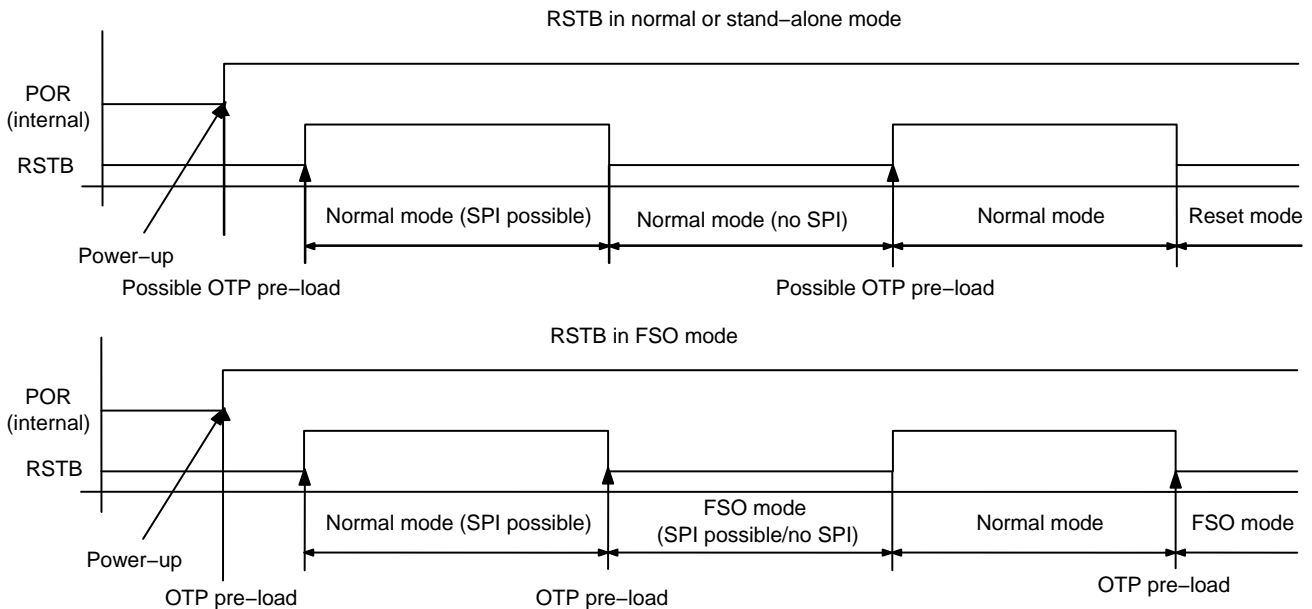 RSTB in normal or stand−alone mode
POR
(internal)
RSTB
Normal mode (SPI possible)
Normal mode (no SPI)
Normal mode
Reset mode
Power−up
Possible OTP pre−load
Possible OTP pre−load
RSTB in FSO mode
POR
(internal)
RSTB
Normal mode (SPI possible)
FSO mode
(SPI possible/no SPI)
Normal mode
FSO mode
Power−up
OTP pre−load
OTP pre−load
OTP pre−load